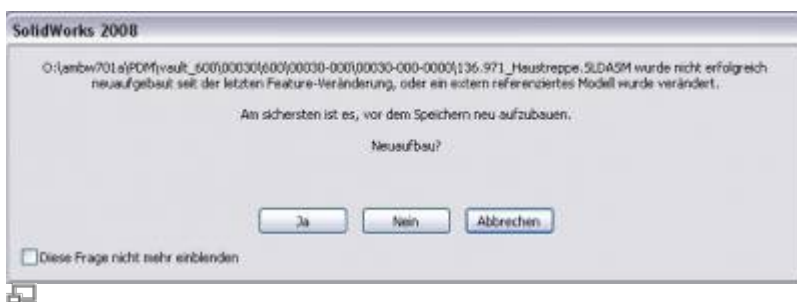 SolidWorks 2008
O:\ambw701a\PDM\vault_600\00030\600\00030-000\00030-000-0000\136.971_Haustreppe.SLDASM wurde nicht erfolgreich
neuaufgebaut seit der letzten Feature-Veränderung, oder ein extern referenziertes Modell wurde verändert.
Am sichersten ist es, vor dem Speichern neu aufzubauen.
Neuaufbau?
Ja Nein Abbrechen
Diese Frage nicht mehr einblenden